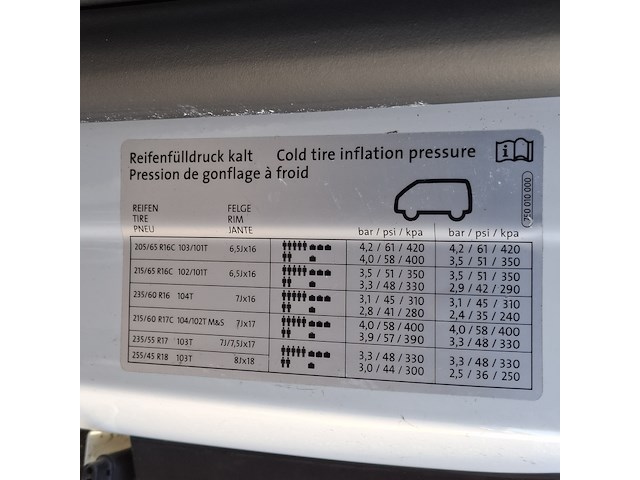 Reifenfülldruck kalt Cold tire inflation pressure
Pression de gonflage à froid
i
750 010 000
REIFEN FELGE
TIRE RIM
PNEU JANTE bar / psi / kpa bar / psi / kpa
205/65 R16C 103/101T 6,5Jx16 4,2 / 61 / 420 4,2 / 61 / 420
4,0 / 58 / 400 3,5 / 51 / 350
215/65 R16C 102/101T 6,5Jx16 3,5 / 51 / 350 3,5 / 51 / 350
3,3 / 48 / 330 2,9 / 42 / 290
235/60 R16 104T 7Jx16 3,1 / 45 / 310 3,1 / 45 / 310
2,8 / 41 / 280 2,4 / 35 / 240
215/60 R17C 104/102T M&S 7Jx17 4,0 / 58 / 400 4,0 / 58 / 400
235/55 R17 103T 7J/7,5Jx17 3,9 / 57 / 390 3,3 / 48 / 330
255/45 R18 103T 8Jx18 3,3 / 48 / 330 3,3 / 48 / 330
3,0 / 44 / 300 2,5 / 36 / 250